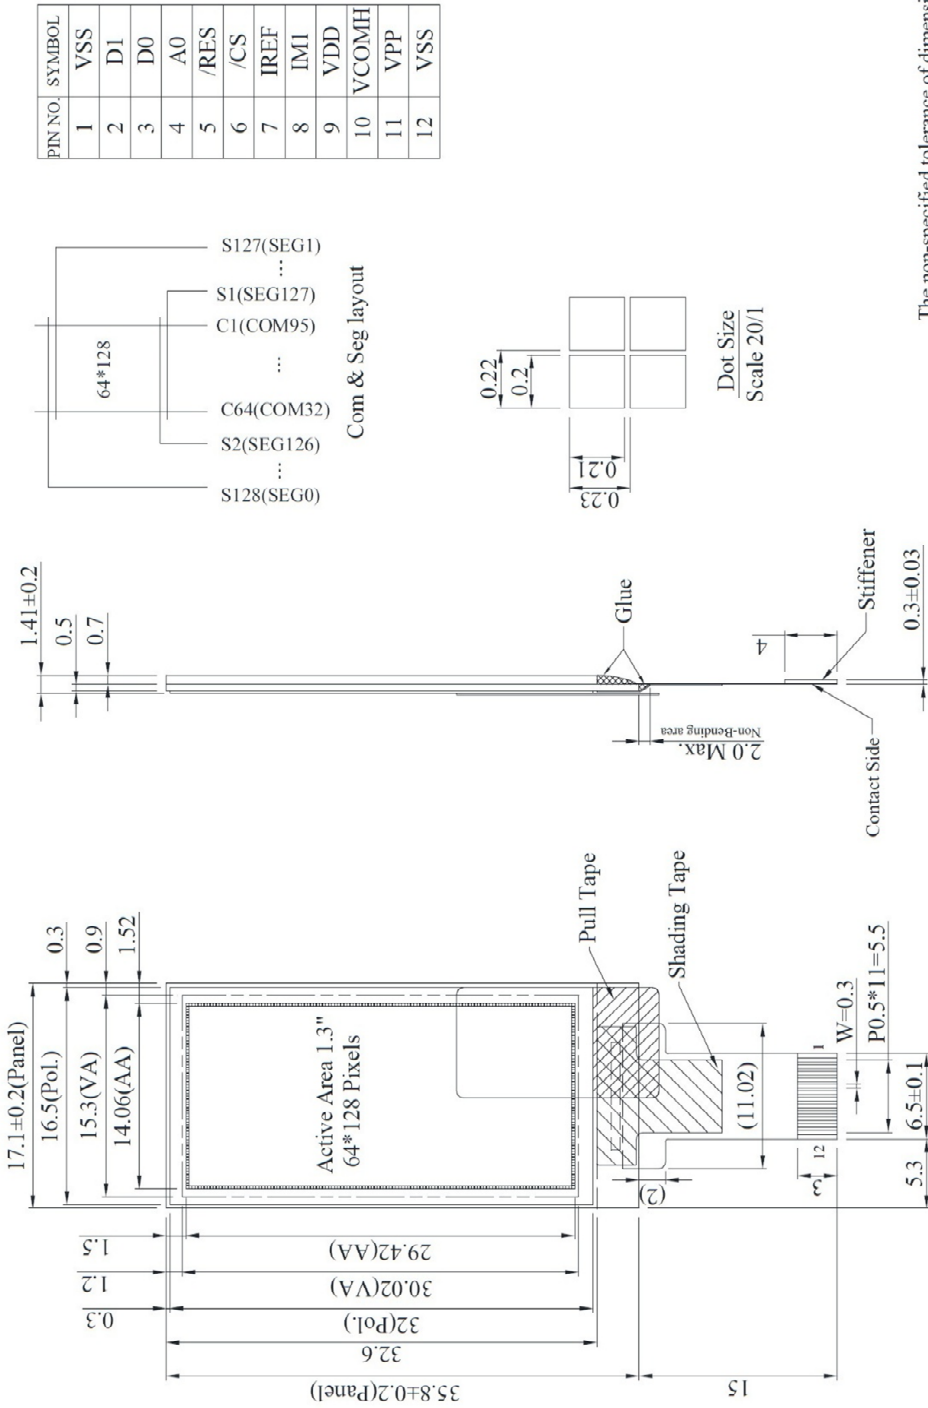 PIN NO. SYMBOL
1 VSS
2 D1
3 D0
4 A0
5 /RES
6 /CS
7 IREF
8 IM1
9 VDD
10 VCOMH
11 VPP
12 VSS
64*128
S127(SEG1)
...
S1(SEG127)
C1(COM95)
...
C64(COM32)
S2(SEG126)
...
S128(SEG0)
Com & Seg layout
0.22
0.2
0.21
0.23
Dot Size
Scale 20/1
The non-specified tolerance of
1.41±0.2
0.5
0.7
Glue
2.0 Max.
Non-Bending area
4
Stiffener
Contact Side
0.3±0.03
17.1±0.2(Panel)
16.5(Pol.)
15.3(VA)
14.06(AA)
0.3
0.9
1.52
Active Area 1.3"
64*128 Pixels
Pull Tape
Shading Tape
1.5
1.2
0.3
29.42(AA)
30.02(VA)
32(Pol.)
32.6
35.8±0.2(Panel)
15
(2)
(11.02)
3
12
1
W=0.3
P0.5*11=5.5
6.5±0.1
5.3